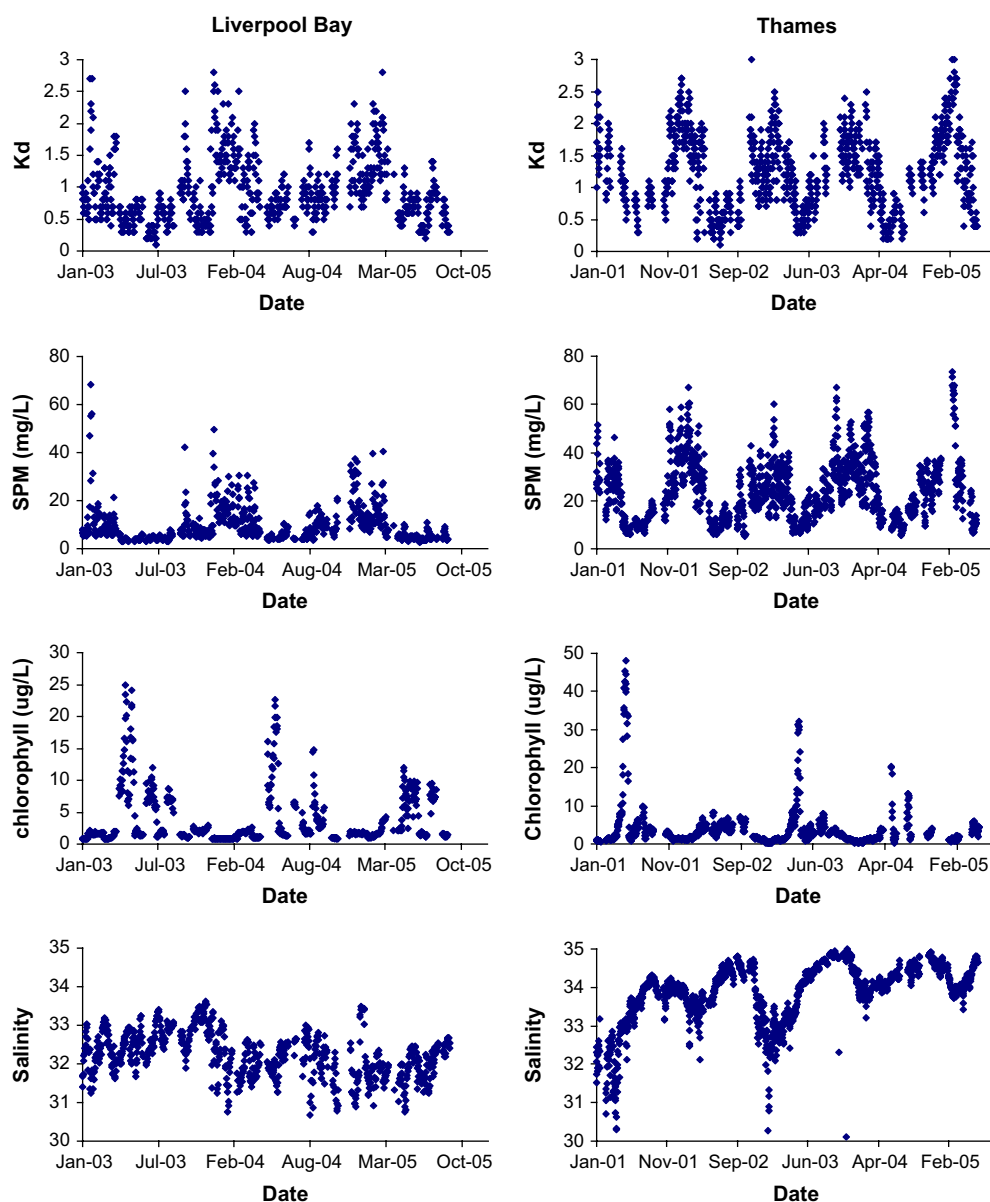 Liverpool Bay
Thames
Kd
3
2.5
2
1.5
1
0.5
0
Jan-03 Jul-03 Feb-04 Aug-04 Mar-05 Oct-05
Date
Kd
3
2.5
2
1.5
1
0.5
0
Jan-01 Nov-01 Sep-02 Jun-03 Apr-04 Feb-05
Date
SPM (mg/L)
80
60
40
20
0
Jan-03 Jul-03 Feb-04 Aug-04 Mar-05 Oct-05
Date
SPM (mg/L)
80
60
40
20
0
Jan-01 Nov-01 Sep-02 Jun-03 Apr-04 Feb-05
Date
chlorophyll (ug/L)
30
25
20
15
10
5
0
Jan-03 Jul-03 Feb-04 Aug-04 Mar-05 Oct-05
Date
Chlorophyll (ug/L)
50
40
30
20
10
0
Jan-01 Nov-01 Sep-02 Jun-03 Apr-04 Feb-05
Date
Salinity
35
34
33
32
31
30
Jan-03 Jul-03 Feb-04 Aug-04 Mar-05 Oct-05
Date
Salinity
35
34
33
32
31
30
Jan-01 Nov-01 Sep-02 Jun-03 Apr-04 Feb-05
Date